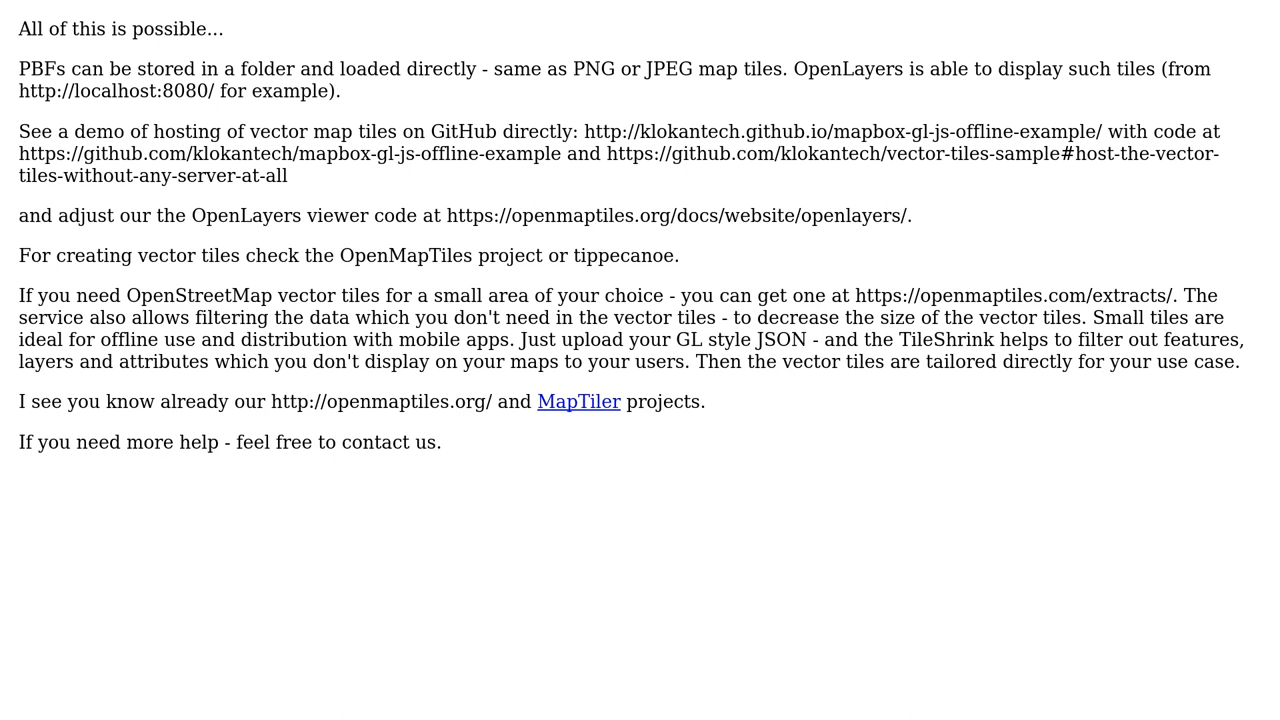 All of this is possible...
PBFs can be stored in a folder and loaded directly - same as PNG or JPEG map tiles. OpenLayers is able to display such tiles (from
http://localhost:8080/ for example).
See a demo of hosting of vector map tiles on GitHub directly: http://klokantech.github.io/mapbox-gl-js-offline-example/ with code at
https://github.com/klokantech/mapbox-gl-js-offline-example and https://github.com/klokantech/vector-tiles-sample#host-the-vector-
tiles-without-any-server-at-all
and adjust our the OpenLayers viewer code at https://openmaptiles.org/docs/website/openlayers/.
For creating vector tiles check the OpenMapTiles project or tippecanoe.
If you need OpenStreetMap vector tiles for a small area of your choice - you can get one at https://openmaptiles.com/extracts/. The
service also allows filtering the data which you don't need in the vector tiles - to decrease the size of the vector tiles. Small tiles are
ideal for offline use and distribution with mobile apps. Just upload your GL style JSON - and the TileShrink helps to filter out features,
layers and attributes which you don't display on your maps to your users. Then the vector tiles are tailored directly for your use case.
I see you know already our http://openmaptiles.org/ and MapTiler projects.
If you need more help - feel free to contact us.